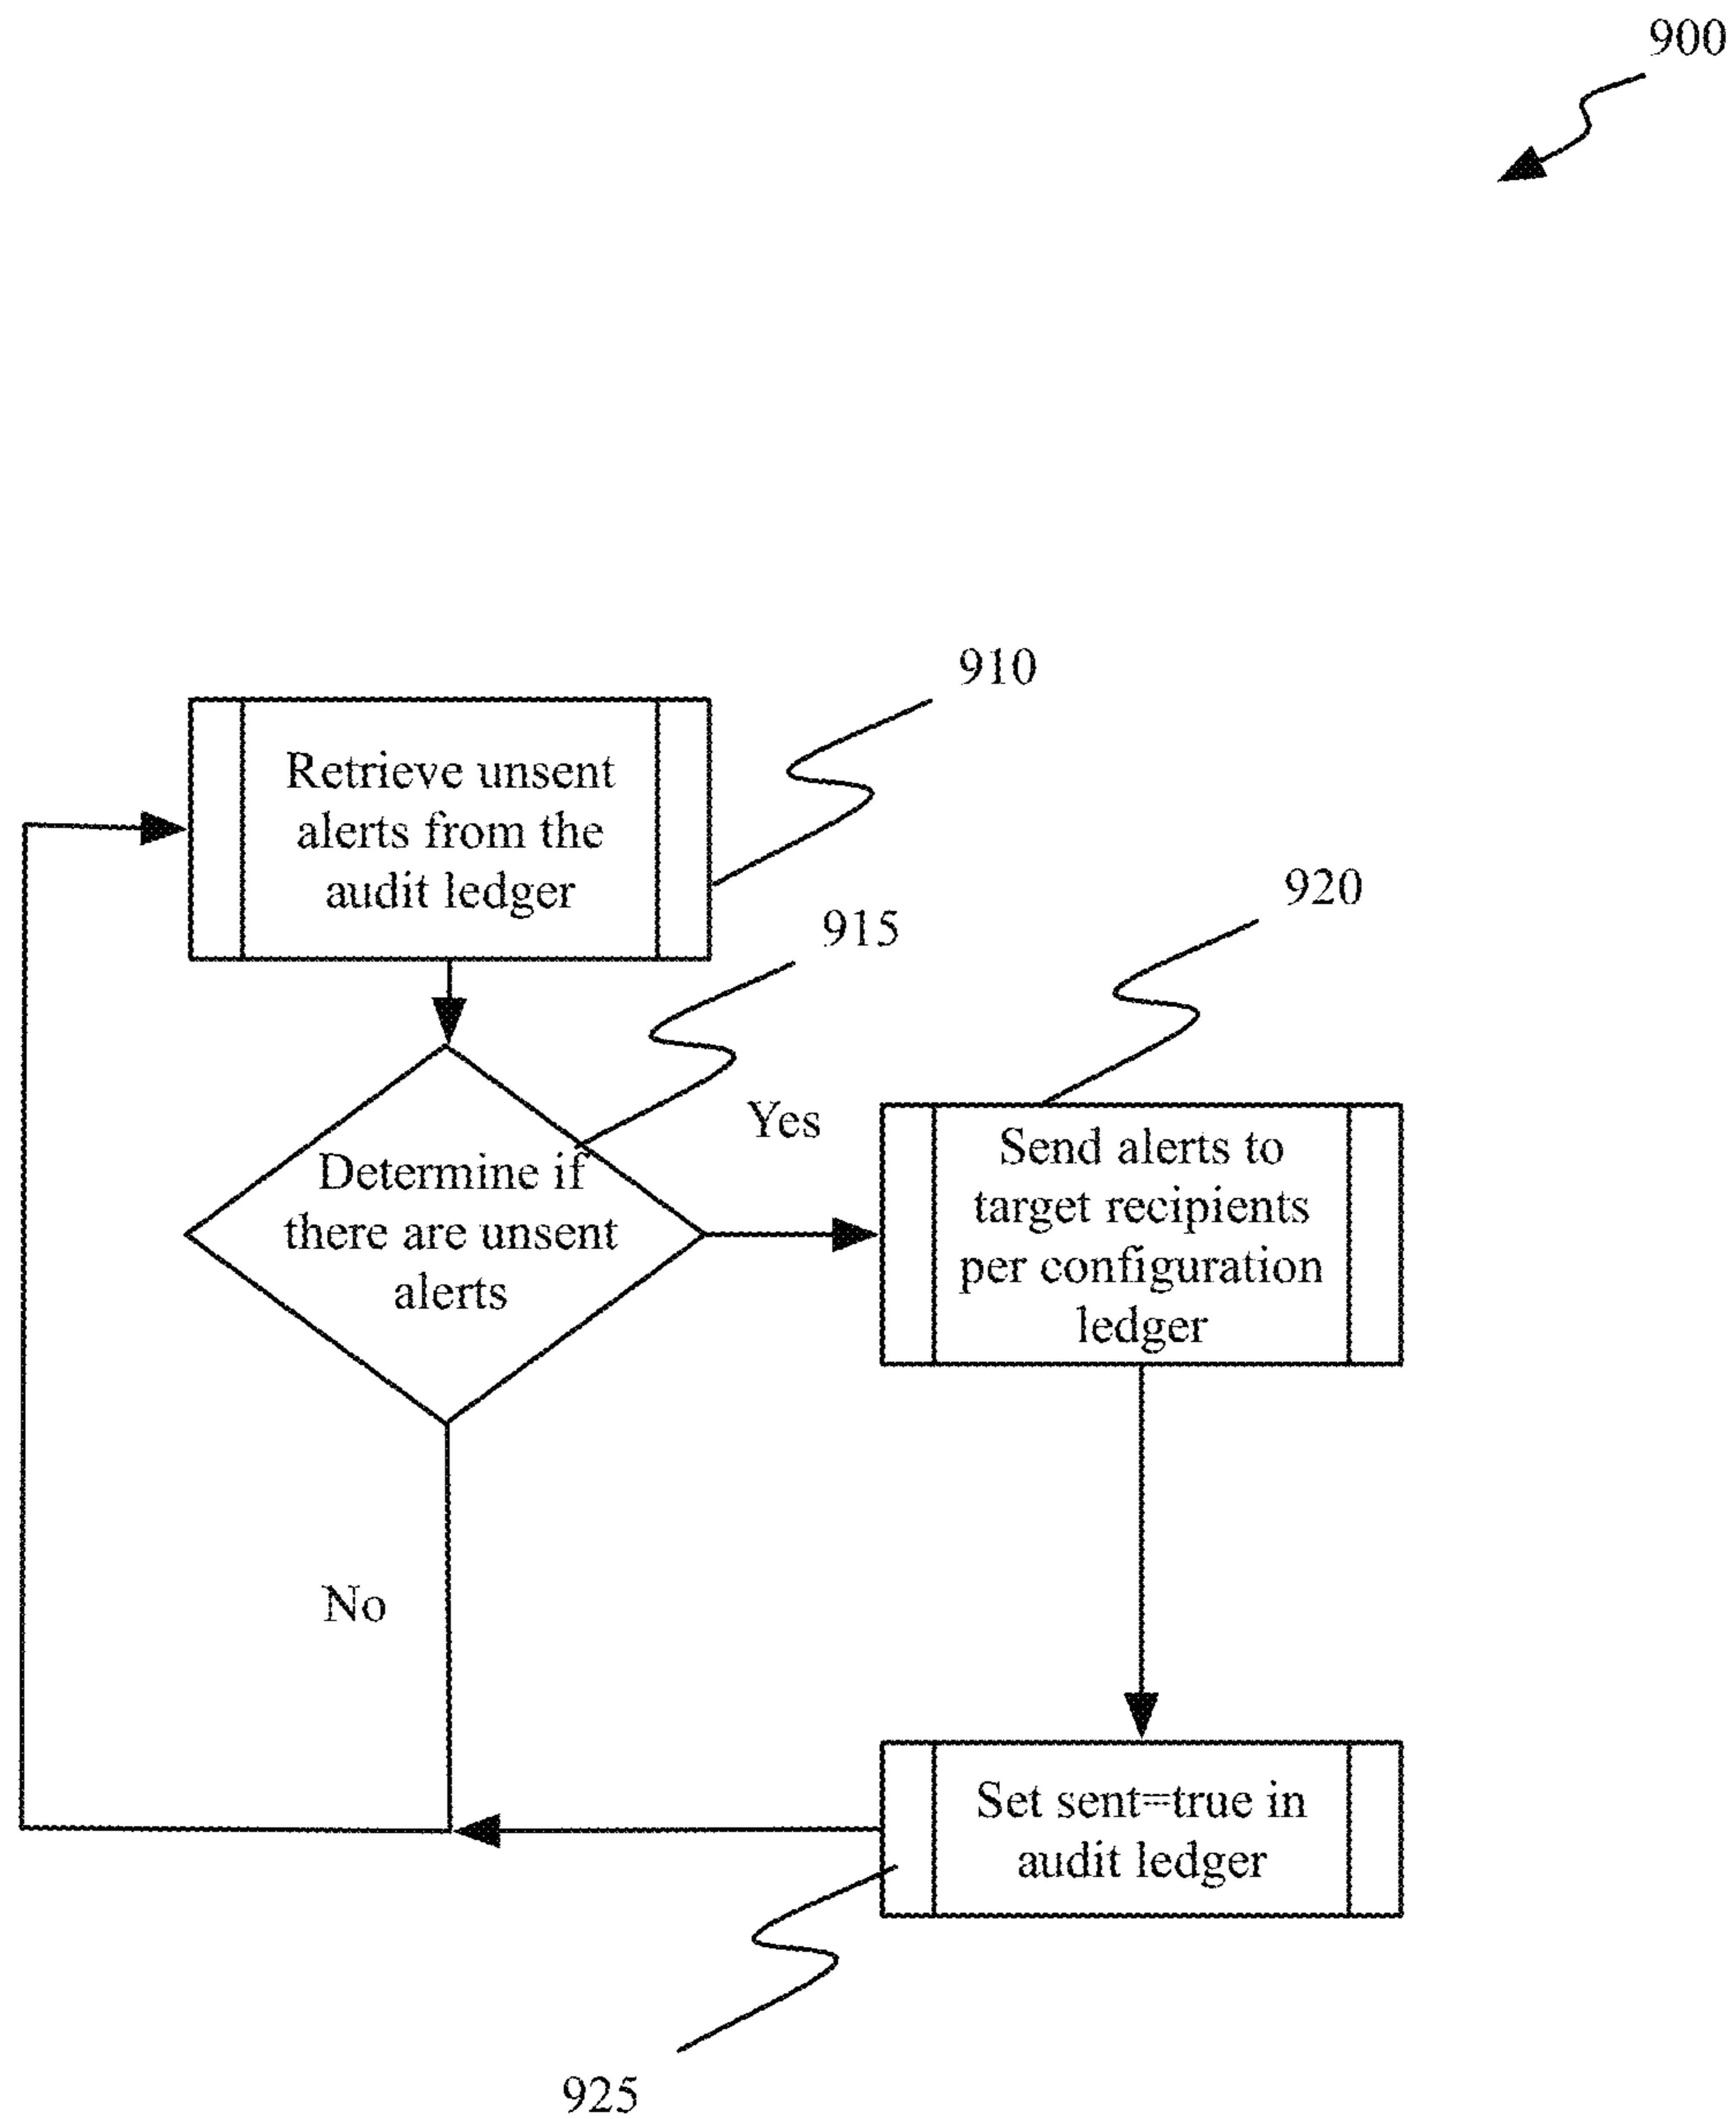 900
910
Retrieve unsent
alerts from the
audit ledger
915
920
Yes
Determine if
there are unsent
alerts
Send alerts to
target recipients
per configuration
ledger
No
Set sent=true in
audit ledger
925